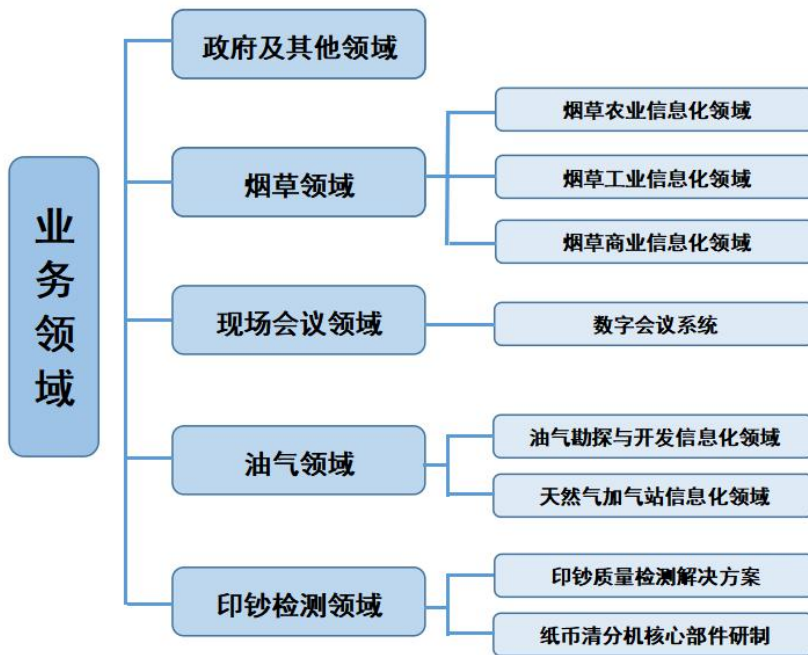 业务领域
政府及其他领域
烟草领域
烟草农业信息化领域
烟草工业信息化领域
烟草商业信息化领域
现场会议领域
数字会议系统
油气领域
油气勘探与开发信息化领域
天然气加气站信息化领域
印钞检测领域
印钞质量检测解决方案
纸币清分机核心部件研制